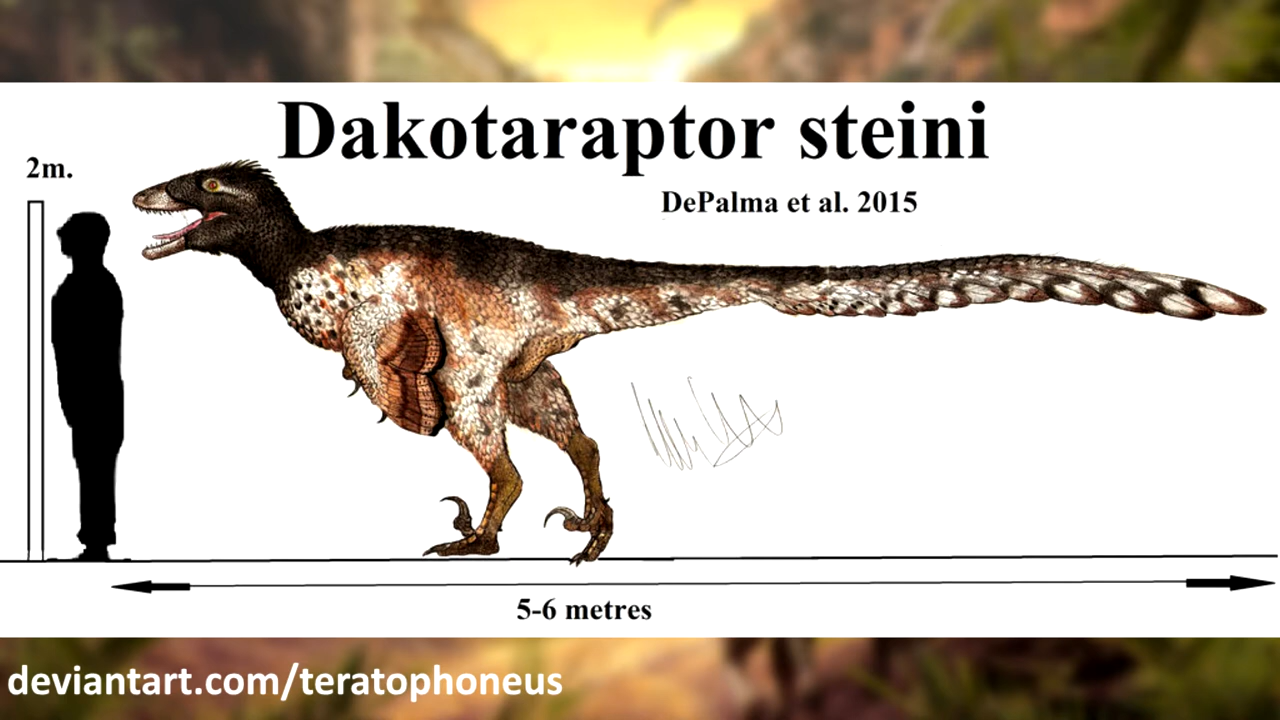 Dakotaraptor steini
2m.
DePalma et al. 2015
5-6 metres
deviantart.com/teratophoneus